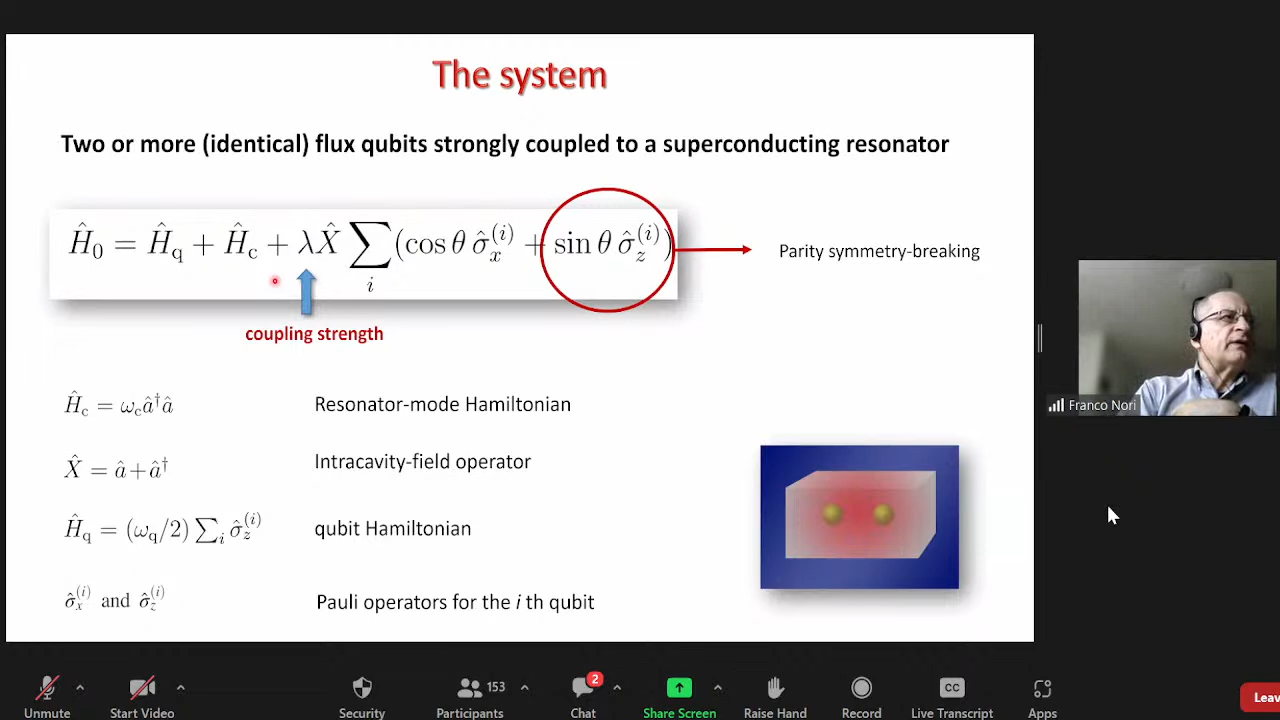 The system
Two or more (identical) flux qubits strongly coupled to a superconducting resonator
Ĥ₀ = Ĥ_q + Ĥ_c + λX̂ ∑_i (cos θ σ̂_x^(i) + sin θ σ̂_z^(i))
Parity symmetry-breaking
coupling strength
Ĥ_c = ω_c â†â Resonator-mode Hamiltonian
X̂ = â + â† Intracavity-field operator
Ĥ_q = (ω_q/2) ∑_i σ̂_z^(i) qubit Hamiltonian
σ̂_x^(i) and σ̂_z^(i) Pauli operators for the i th qubit
Franco Nori
153
2
CC
Unmute
Start Video
Security
Participants
Chat
Share Screen
Raise Hand
Record
Live Transcript
Apps
Leav